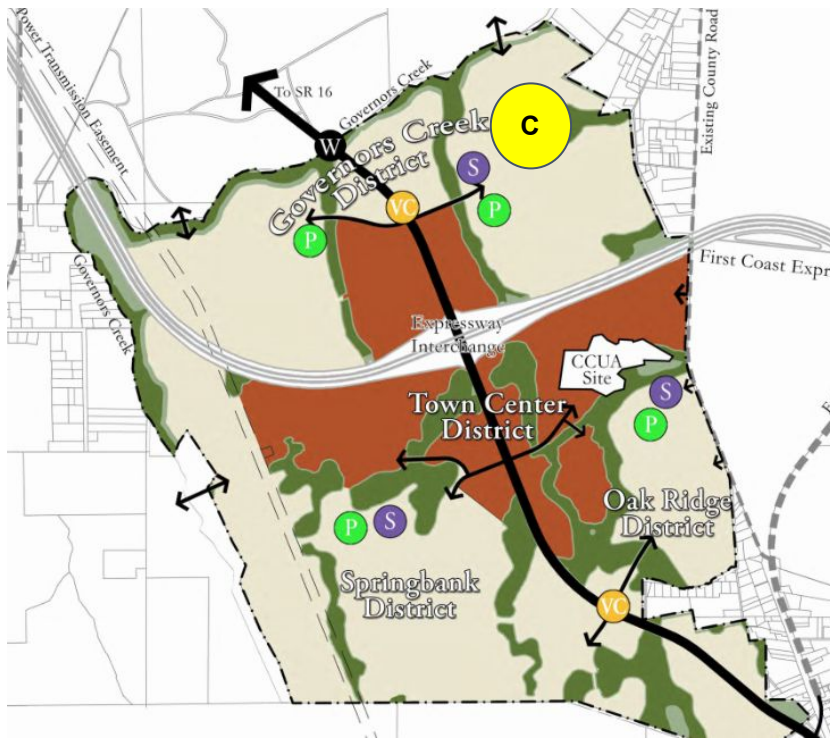 Power Transmission Easement
To SR 16
Governors Creek
W
C
Governors Creek
District
S
VC
P
P
Existing County Road
Governors Creek
First Coast Expr
Expressway
Interchange
CCUA
Site
Town Center
District
S
P
Oak Ridge
District
P
S
Springbank
District
VC